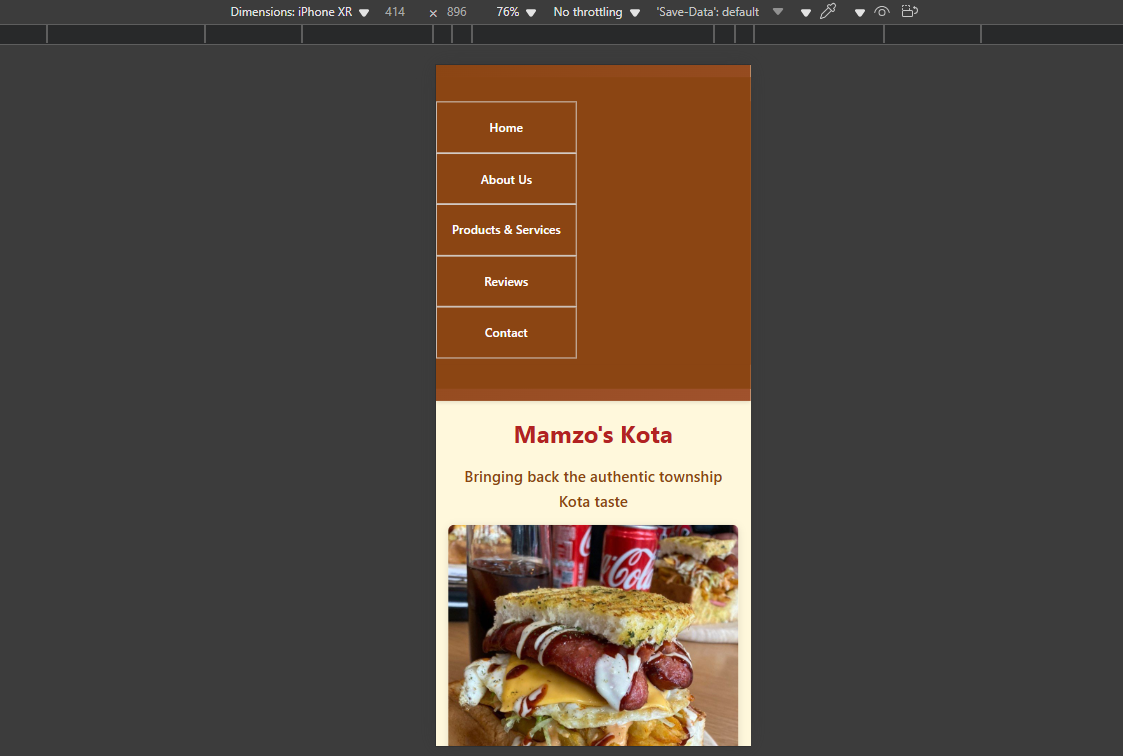 Dimensions: iPhone XR 414 × 896 76% No throttling 'Save-Data': default
Home
About Us
Products & Services
Reviews
Contact
Mamzo's Kota
Bringing back the authentic township
Kota taste
Col